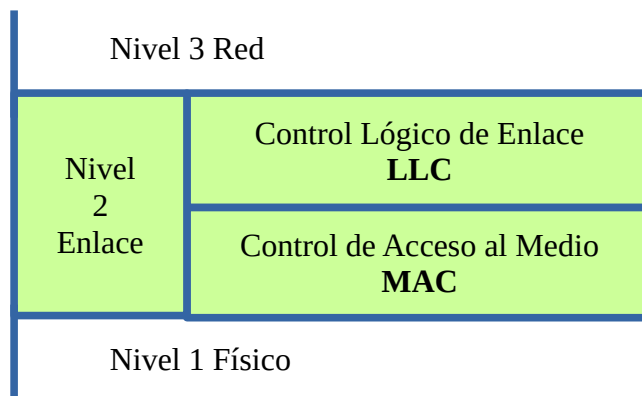 Nivel 3 Red
Nivel
2
Enlace
Control Lógico de Enlace
LLC
Control de Acceso al Medio
MAC
Nivel 1 Físico